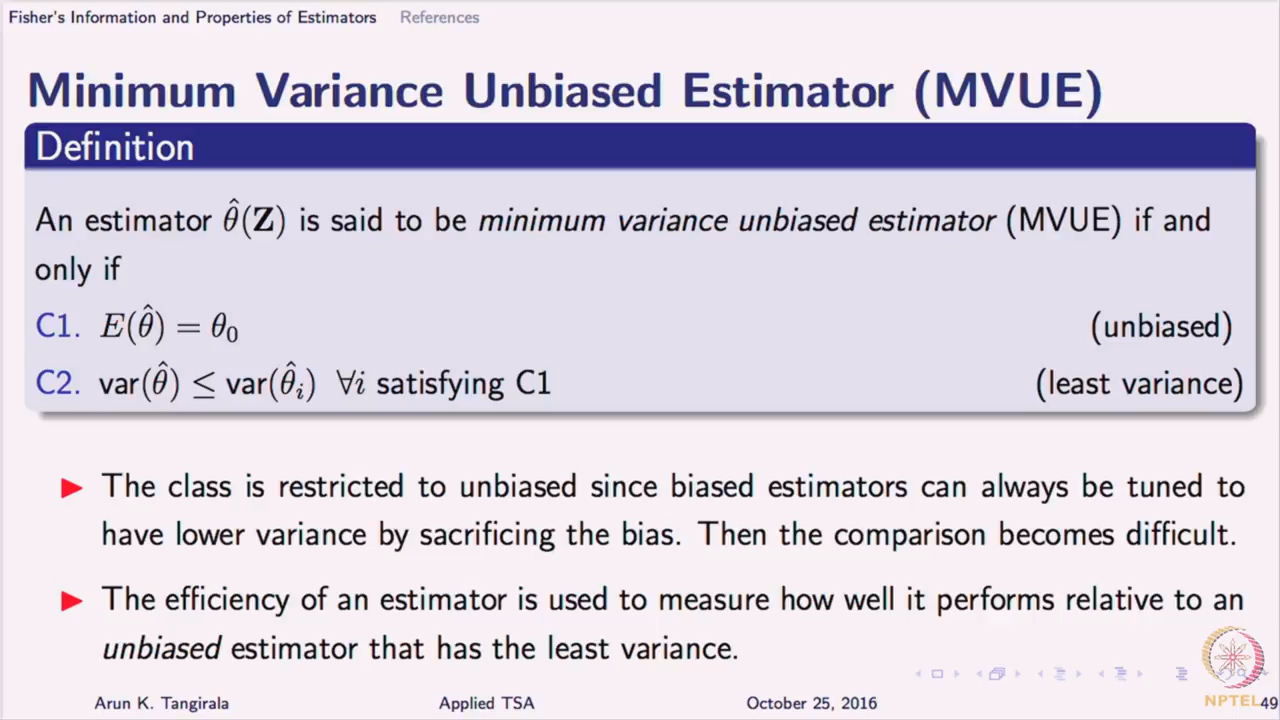 Fisher's Information and Properties of Estimators References
Minimum Variance Unbiased Estimator (MVUE)
Definition
An estimator θ̂(Z) is said to be minimum variance unbiased estimator (MVUE) if and
only if
C1. E(θ̂) = θ₀ (unbiased)
C2. var(θ̂) ≤ var(θ̂ᵢ) ∀i satisfying C1 (least variance)
The class is restricted to unbiased since biased estimators can always be tuned to
have lower variance by sacrificing the bias. Then the comparison becomes difficult.
The efficiency of an estimator is used to measure how well it performs relative to an
unbiased estimator that has the least variance.
Arun K. Tangirala Applied TSA October 25, 2016 49
NPTEL